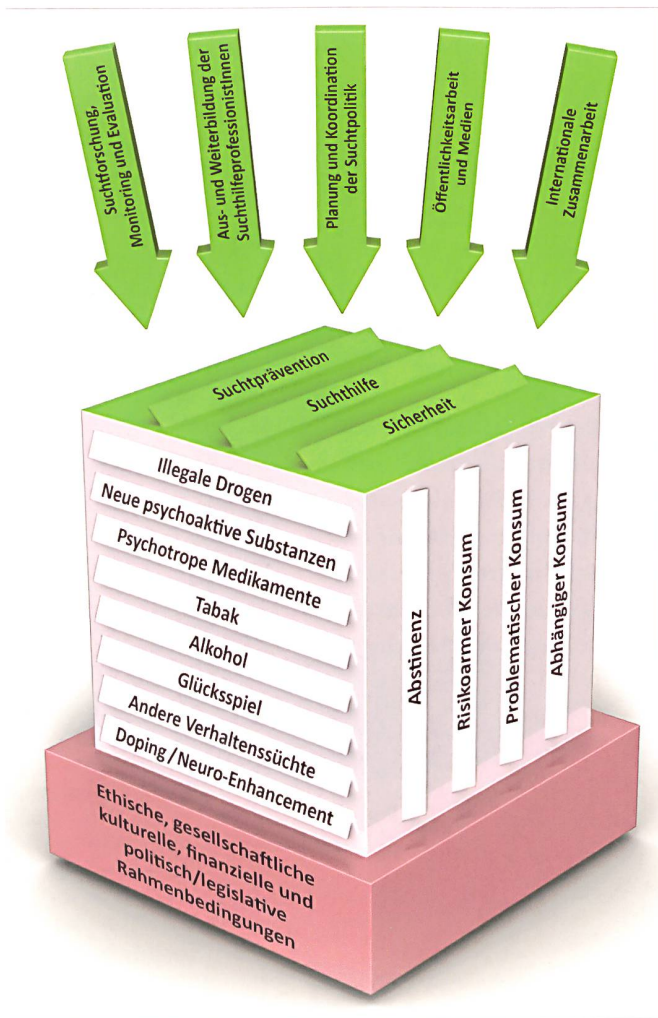 Suchtforschung,
Monitoring und Evaluation
Aus- und Weiterbildung der
SuchthilfeprofessionistInnen
Planung und Koordination
der Suchtpolitik
Öffentlichkeitsarbeit
und Medien
Internationale
Zusammenarbeit
Suchtprävention
Suchthilfe
Sicherheit
Illegale Drogen
Neue psychoaktive Substanzen
Psychotrope Medikamente
Tabak
Alkohol
Glücksspiel
Andere Verhaltenssüchte
Doping/Neuro-Enhancement
Abstinenz
Risikoarmer Konsum
Problematischer Konsum
Abhängiger Konsum
Ethische, gesellschaftliche
kulturelle, finanzielle und
politisch/legislative
Rahmenbedingungen